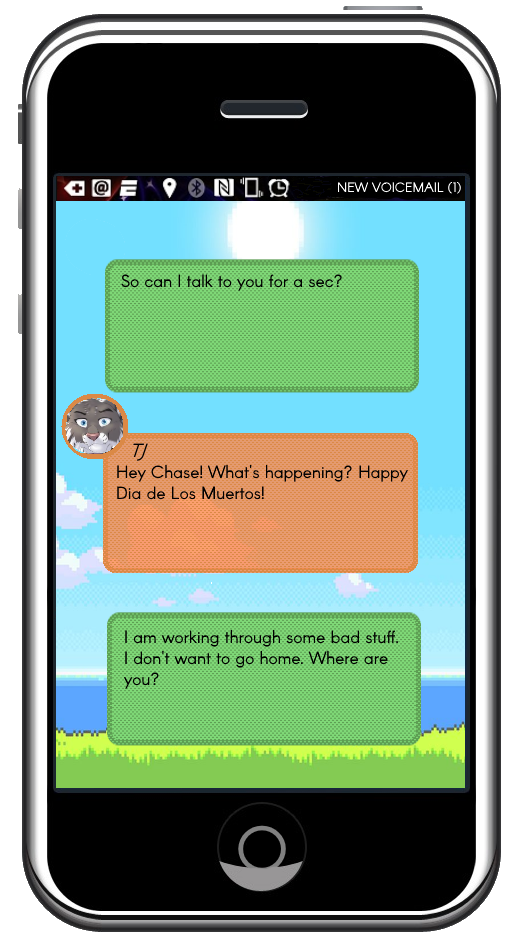 NEW VOICEMAIL (1)
So can I talk to you for a sec?
TJ
Hey Chase! What's happening? Happy
Dia de Los Muertos!
I am working through some bad stuff.
I don't want to go home. Where are
you?